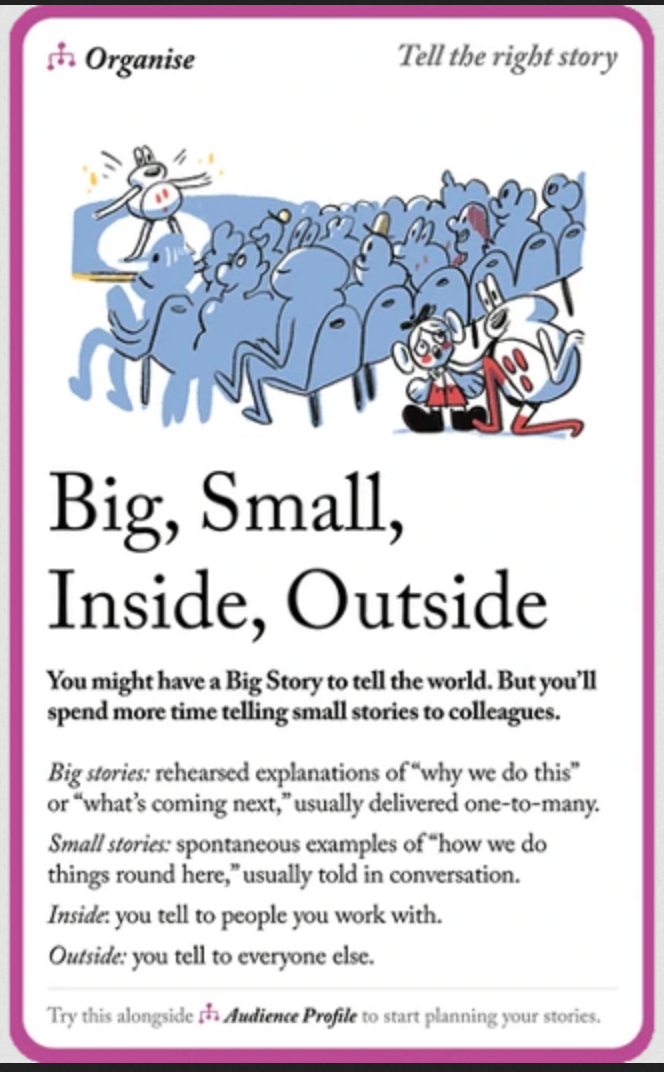 Organise
Tell the right story
Big, Small,
Inside, Outside
You might have a Big Story to tell the world. But you’ll
spend more time telling small stories to colleagues.
Big stories: rehearsed explanations of “why we do this”
or “what’s coming next,” usually delivered one-to-many.
Small stories: spontaneous examples of “how we do
things round here,” usually told in conversation.
Inside: you tell to people you work with.
Outside: you tell to everyone else.
Try this alongside Audience Profile to start planning your stories.